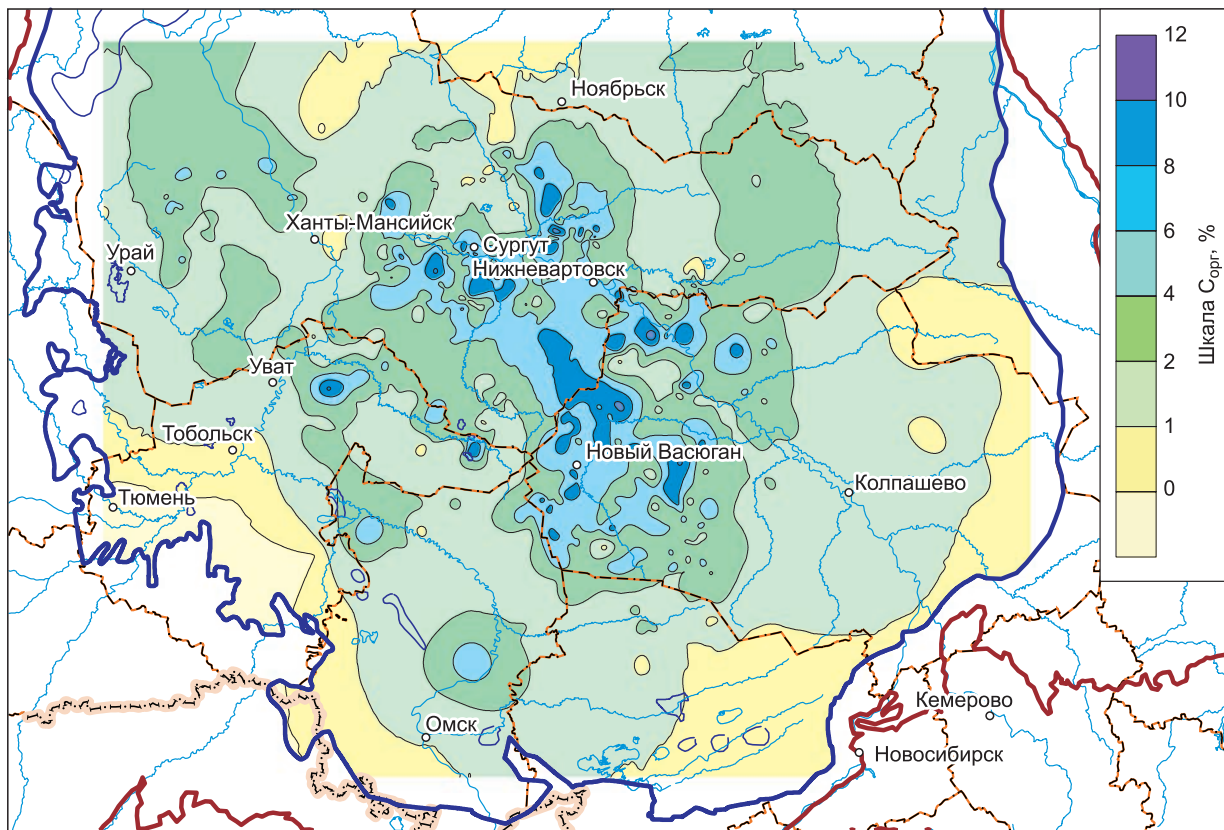 12
10
8
6
4
2
1
0
Шкала Cорг, %
Ноябрьск
Ханты-Мансийск
Сургут
Урай
Нижневартовск
Уват
Тобольск
Новый Васюган
Колпашево
Тюмень
Кемерово
Омск
Новосибирск